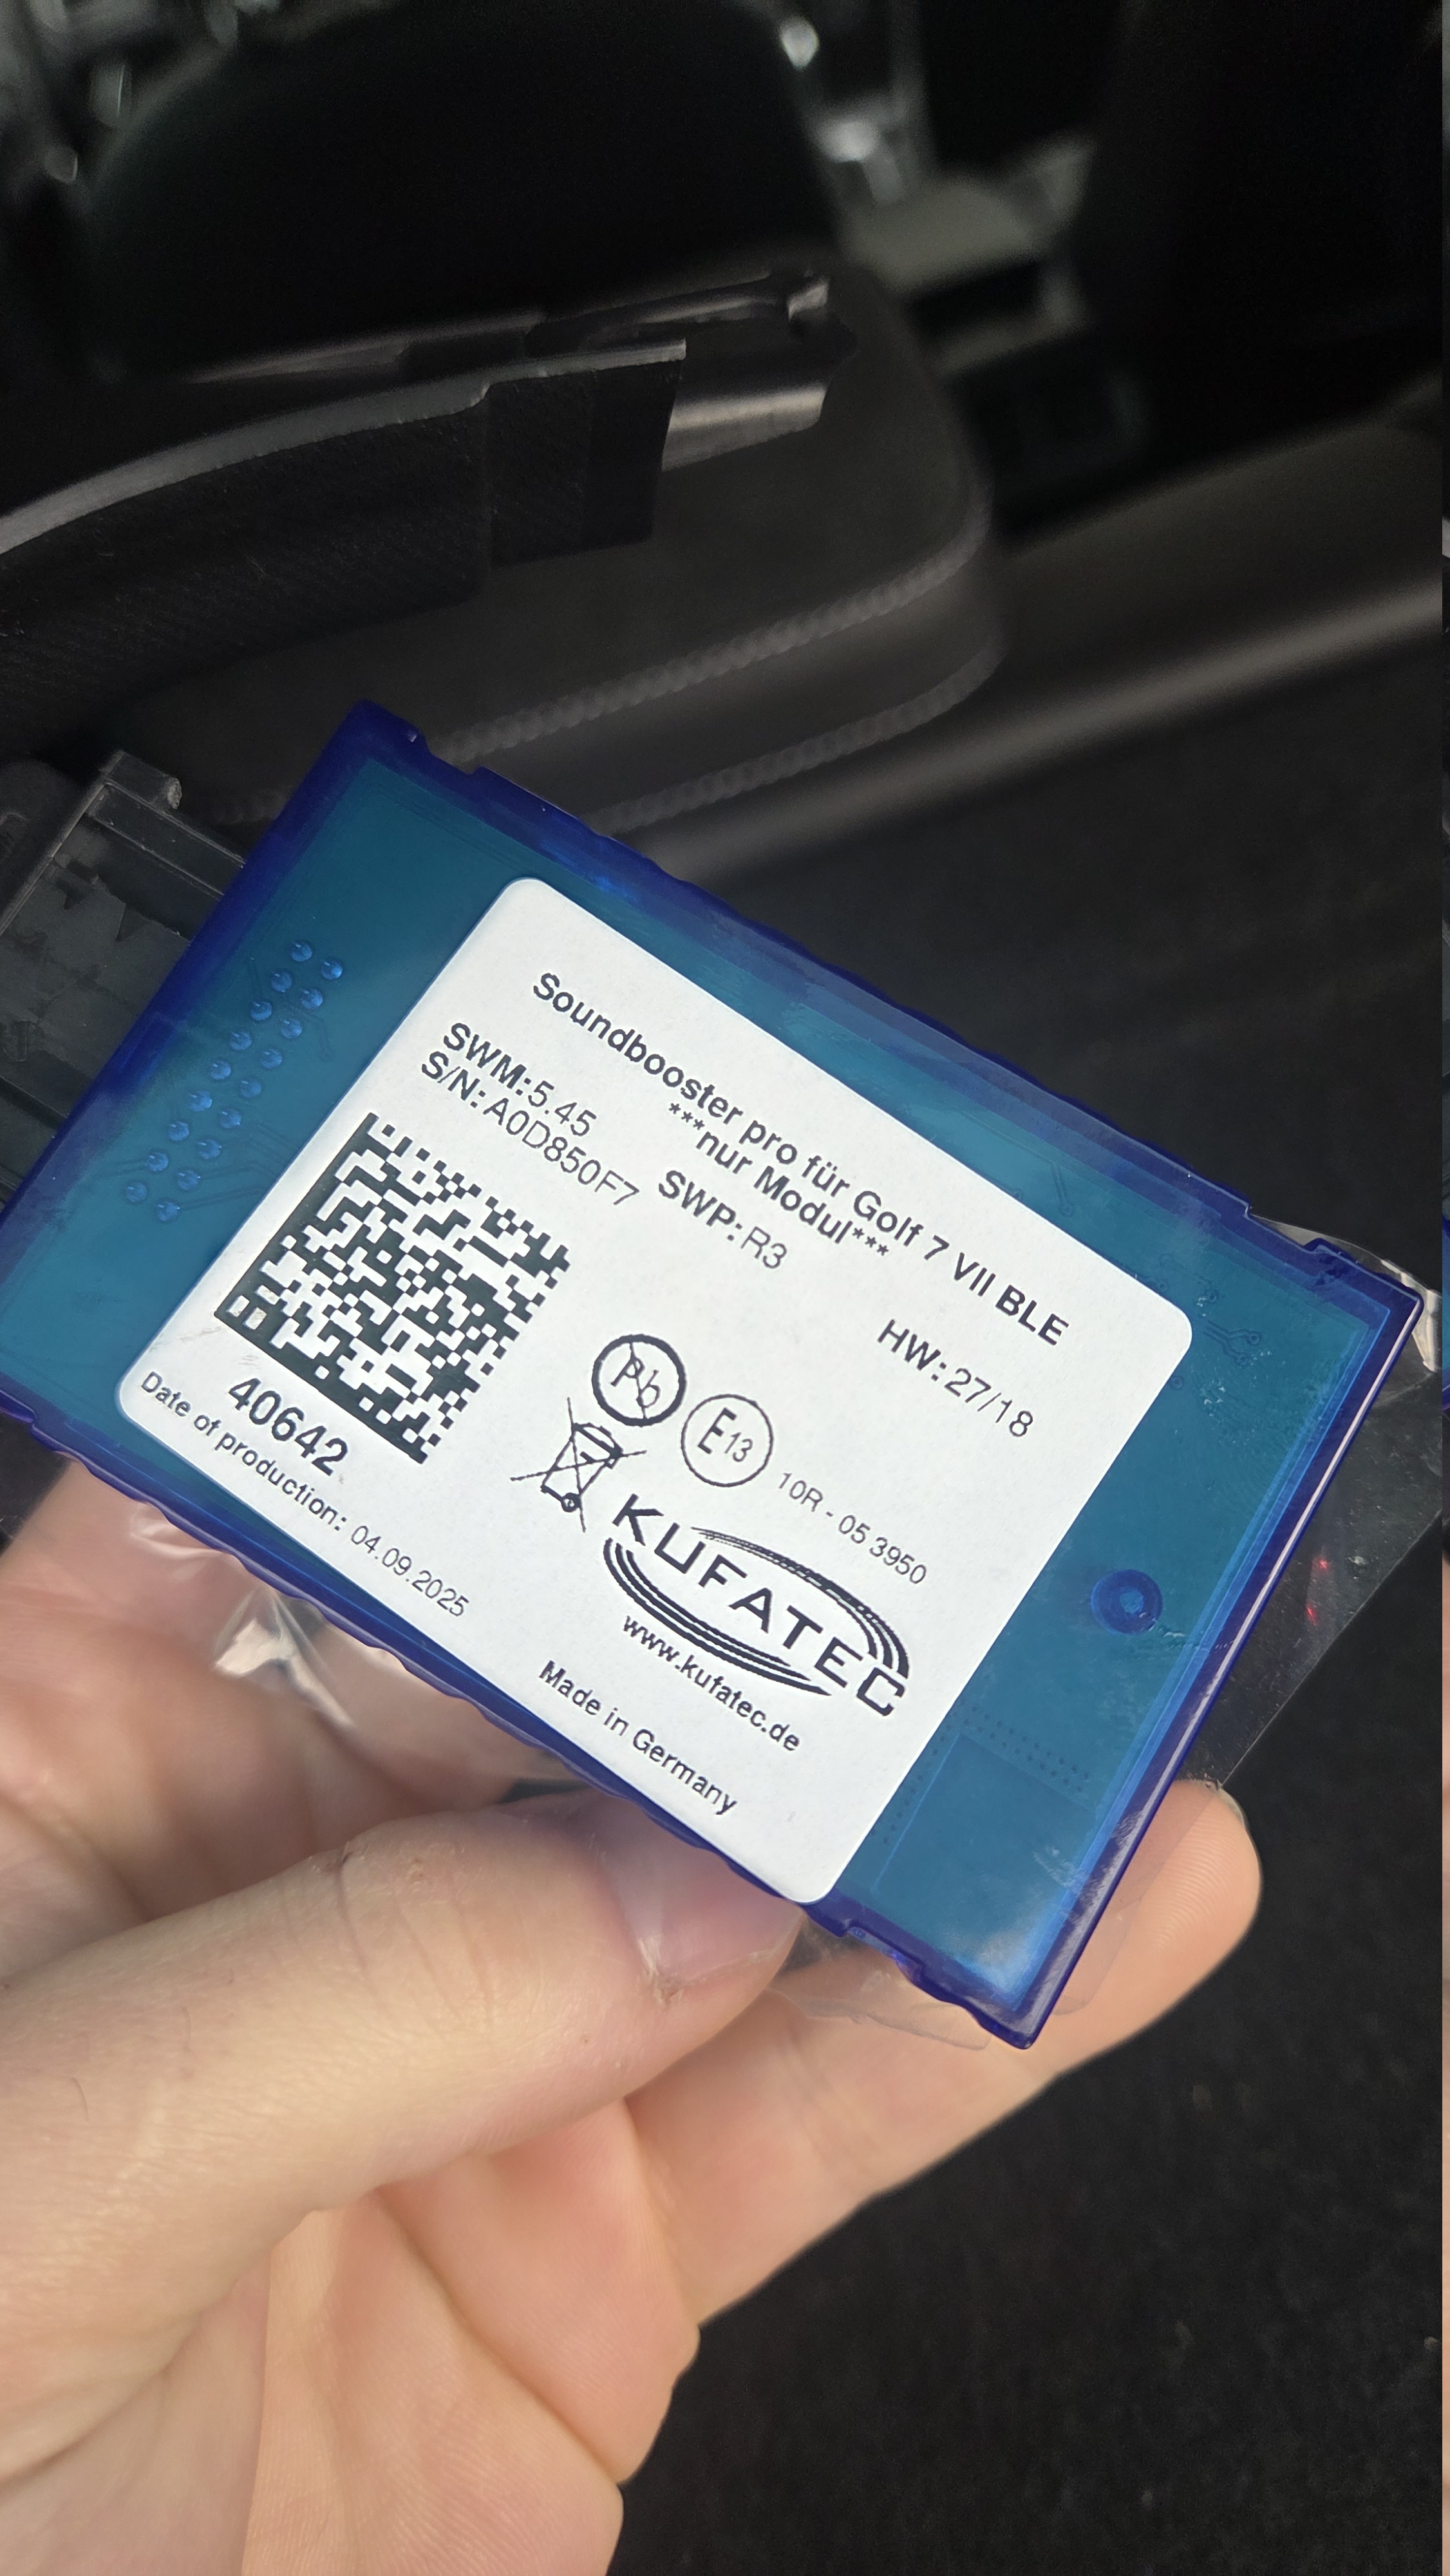 Soundbooster pro für Golf 7 VII BLE
***nur Modul***
SWM:5.45 SWP:R3 HW:27/18
S/N:A0D850F7
Pb
E13 10R - 05 3950
40642
KUFATEC
www.kufatec.de
Date of production: 04.09.2025
Made in Germany